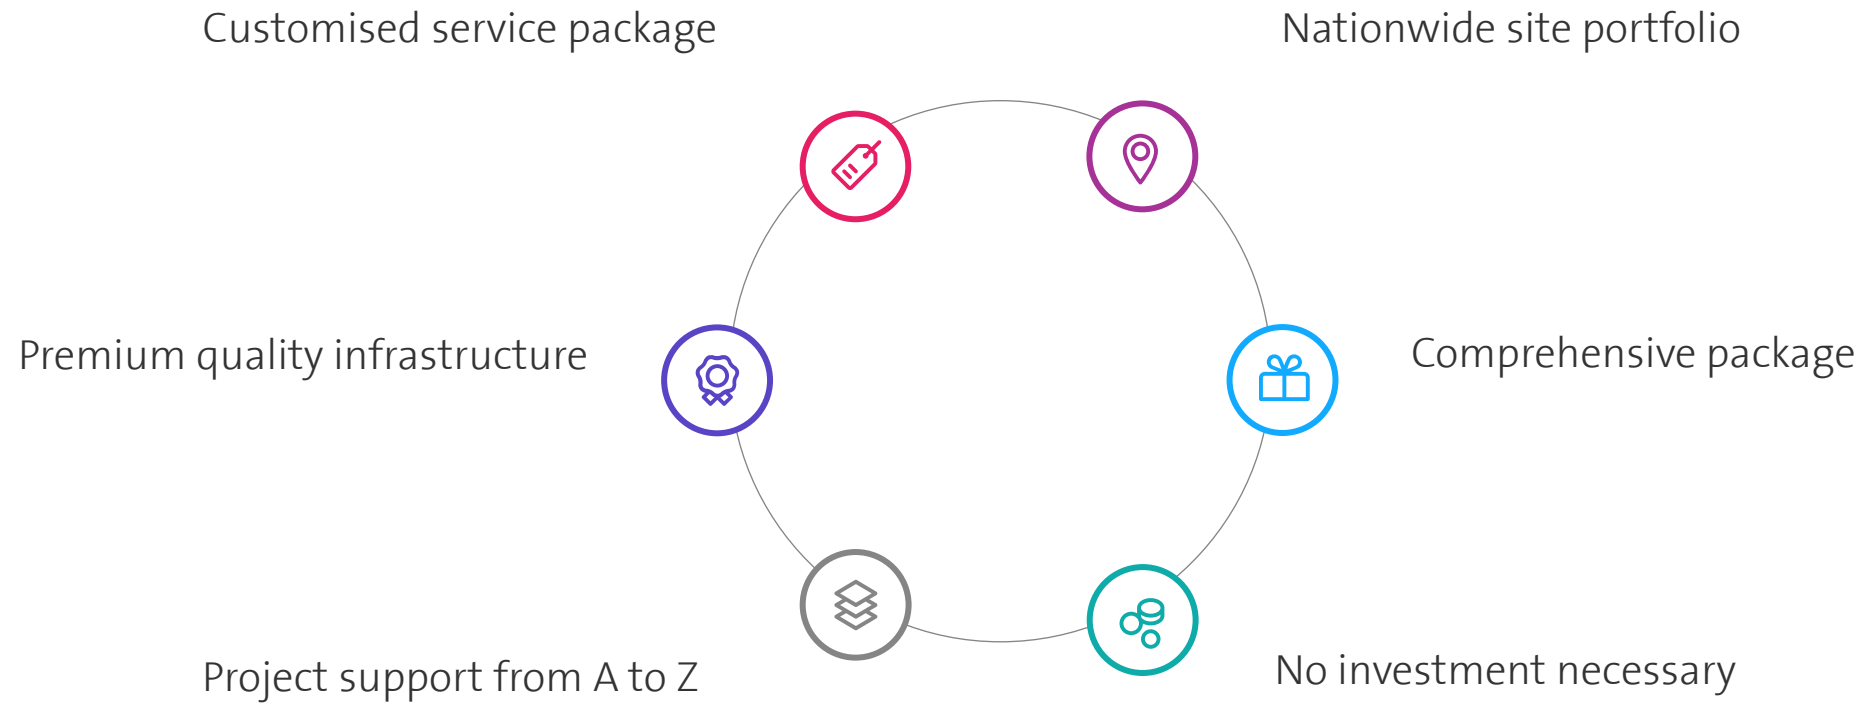 Customised service package
Nationwide site portfolio
Premium quality infrastructure
Comprehensive package
Project support from A to Z
No investment necessary